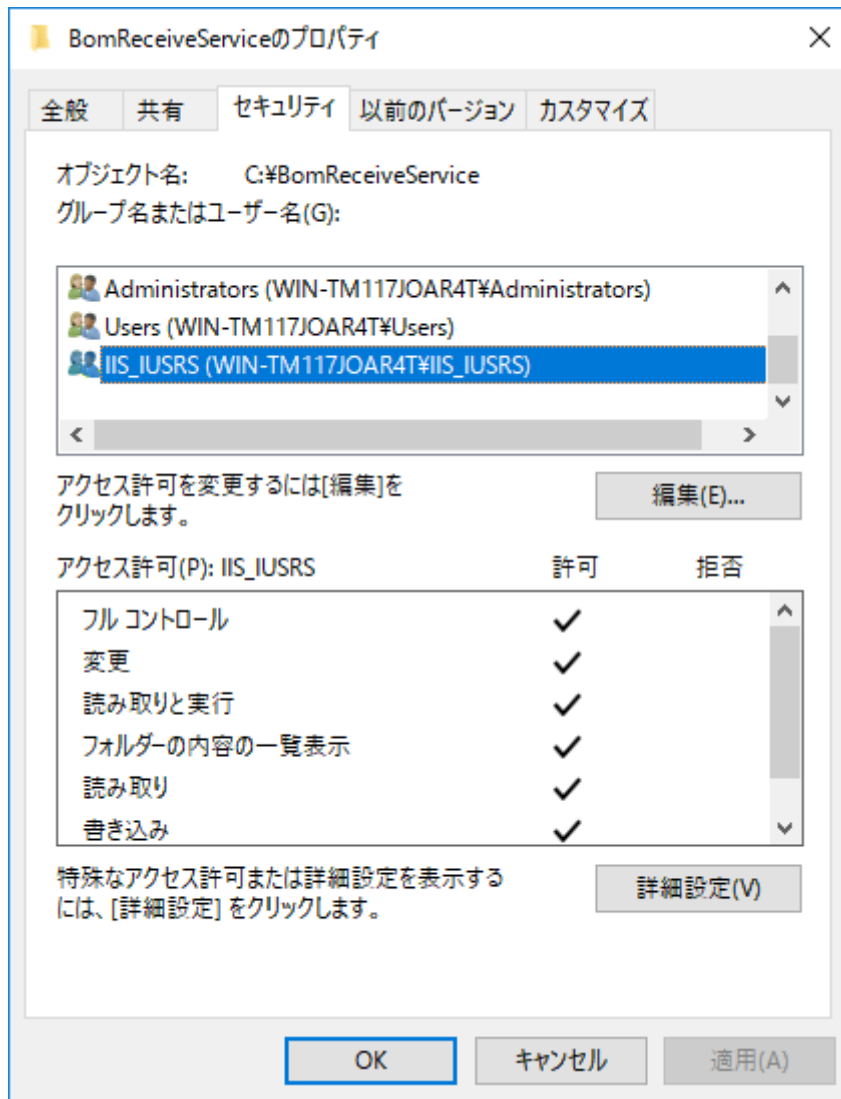 BomReceiveServiceのプロパティ
全般 共有 セキュリティ 以前のバージョン カスタマイズ
オブジェクト名: C:¥BomReceiveService
グループ名またはユーザー名(G):
Administrators (WIN-TM117JOAR4T¥Administrators)
Users (WIN-TM117JOAR4T¥Users)
IIS_IUSRS (WIN-TM117JOAR4T¥IIS_IUSRS)
アクセス許可を変更するには[編集]を
クリックします。
編集(E)...
アクセス許可(P): IIS_IUSRS 許可 拒否
フル コントロール
変更
読み取りと実行
フォルダーの内容の一覧表示
読み取り
書き込み
特殊なアクセス許可または詳細設定を表示する
には、[詳細設定] をクリックします。
詳細設定(V)
OK キャンセル 適用(A)